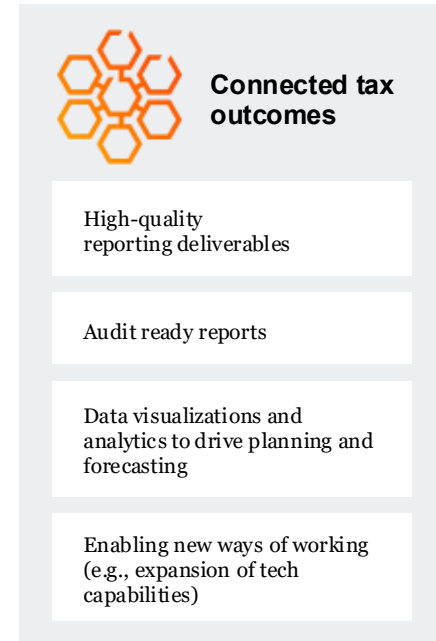 Connected tax
outcomes
High-quality
reporting deliverables
Audit ready reports
Data visualizations and
analytics to drive planning and
forecasting
Enabling new ways of working
(e.g., expansion of tech
capabilities)